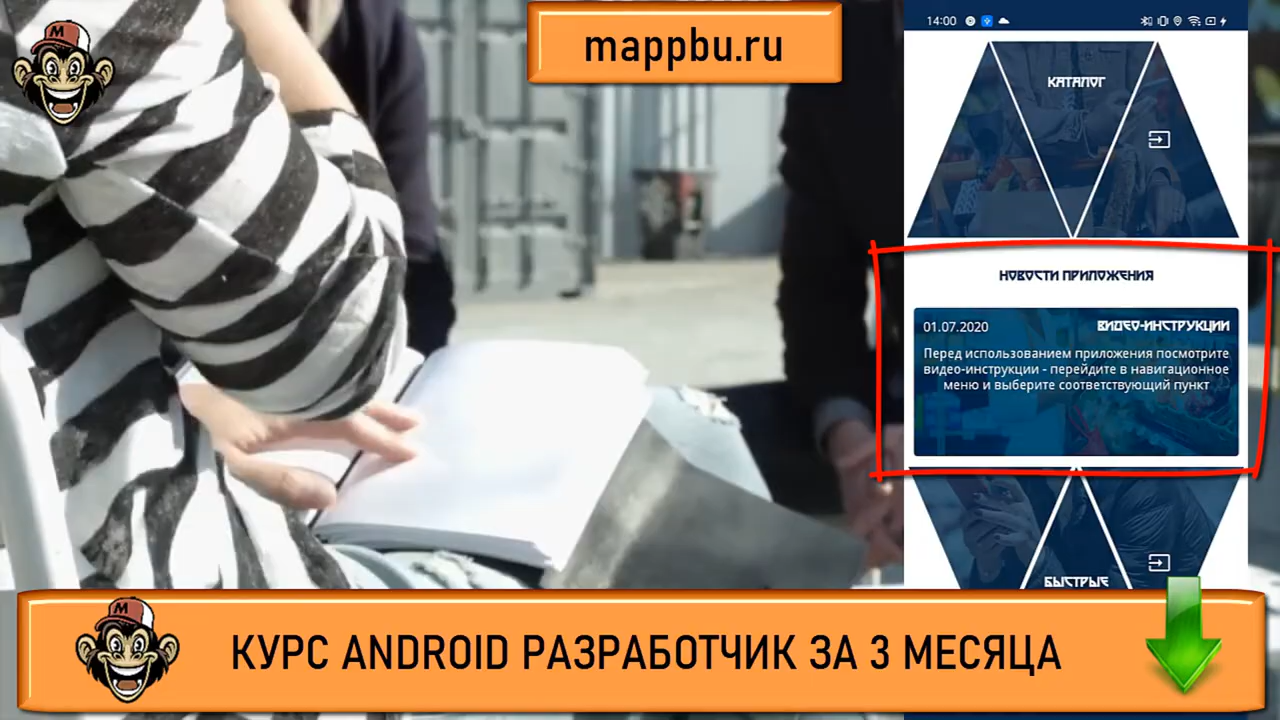 mappbu.ru
14:00
КАТАЛОГ
НОВОСТИ ПРИЛОЖЕНИЯ
01.07.2020
ВИДЕО-ИНСТРУКЦИИ
Перед использованием приложения посмотрите
видео-инструкции - перейдите в навигационное
меню и выберите соответствующий пункт
БЫСТРЫЕ
M
M
КУРС ANDROID РАЗРАБОТЧИК ЗА 3 МЕСЯЦА